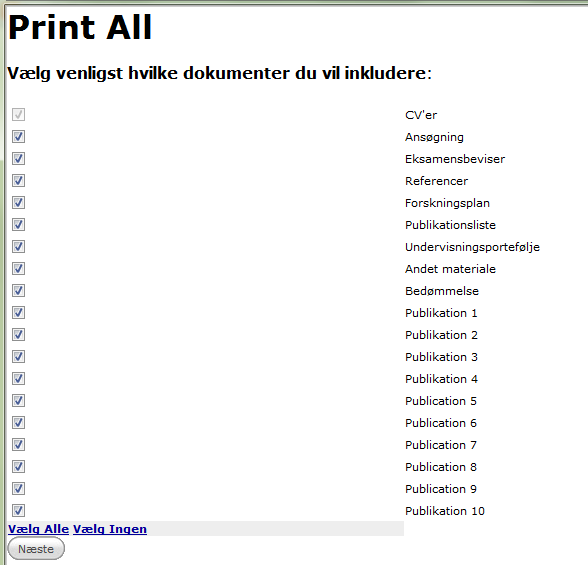 Print All
Vælg venligst hvilke dokumenter du vil inkludere:
CV'er
Ansøgning
Eksamensbeviser
Referencer
Forskningsplan
Publikationsliste
Undervisningsportefølje
Andet materiale
Bedømmelse
Publikation 1
Publikation 2
Publikation 3
Publikation 4
Publication 5
Publikation 6
Publication 7
Publikation 8
Publication 9
Publikation 10
Vælg Alle Vælg Ingen
Næste